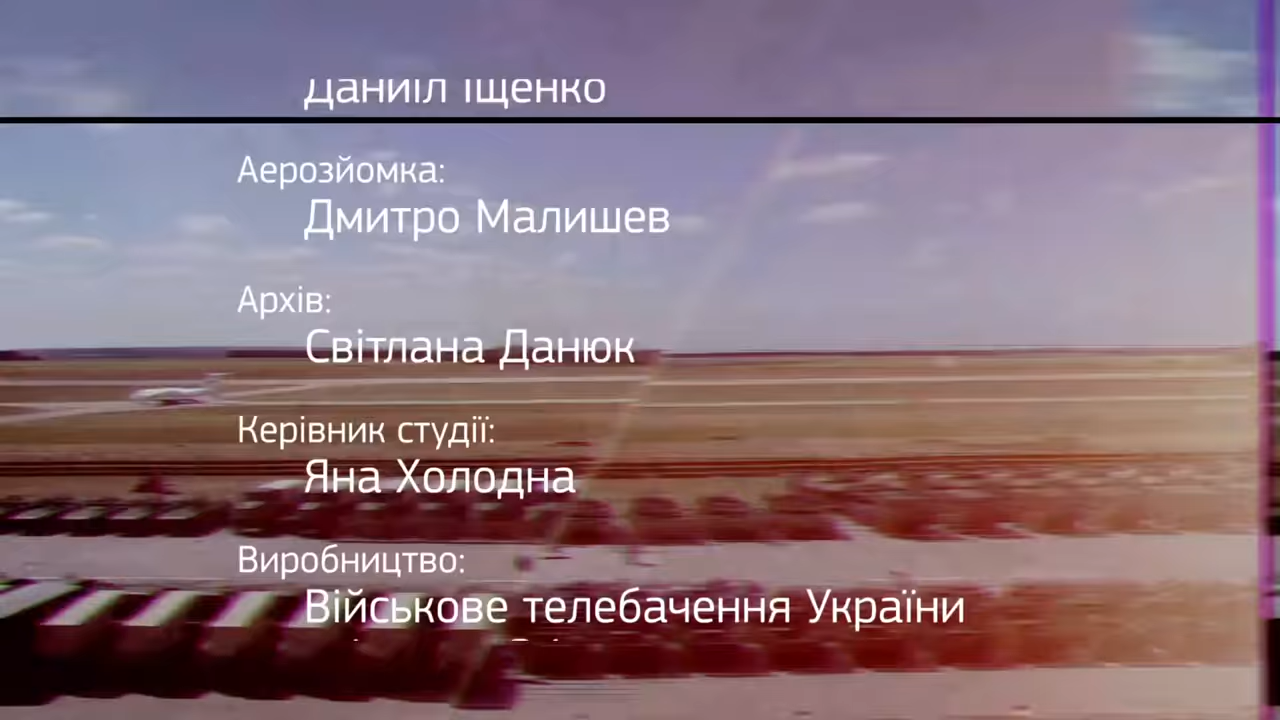 Даниїл Іщенко
Аерозйомка:
Дмитро Малишев
Архів:
Світлана Данюк
Керівник студії:
Яна Холодна
Виробництво:
Військове телебачення України